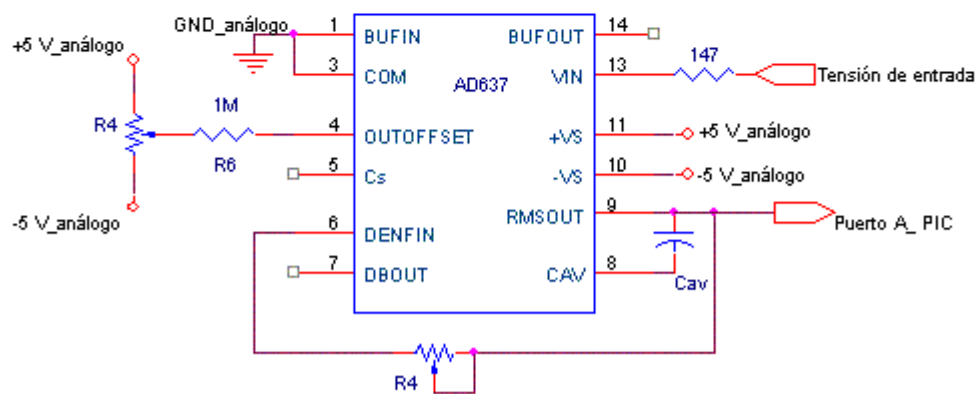 GND_análogo
1
BUFIN
BUFOUT
14
+5 V_análogo
3
COM
AD637
VIN
13
147
Tensión de entrada
R4
1M
R6
4
OUTOFFSET
+VS
11
+5 V_análogo
5
Cs
-VS
10
-5 V_análogo
-5 V_análogo
6
DENFIN
RMSOUT
9
Puerto A_ PIC
7
DBOUT
CAV
8
Cav
R4